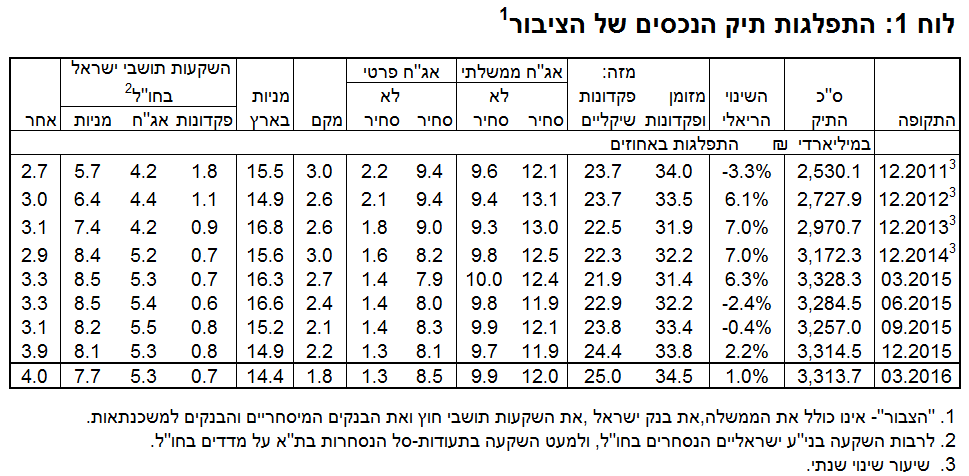 לוח 1: התפלגות תיק הנכסים של הציבור1
התקופה ס"כ התיק השינוי הריאלי מזומן ופקדונות מזה: פקדונות שיקליים אג"ח ממשלתי סחיר לא סחיר אג"ח פרטי סחיר לא סחיר מקם מניות בארץ השקעות תושבי ישראל בחו"ל2 פקדונות אג"ח מניות אחר
במיליארדי ₪ התפלגות באחוזים
12.20113 2,530.1 -3.3% 34.0 23.7 12.1 9.6 9.4 2.2 3.0 15.5 1.8 4.2 5.7 2.7
12.20123 2,727.9 6.1% 33.5 23.7 13.1 9.4 9.4 2.1 2.6 14.9 1.1 4.4 6.4 3.0
12.20133 2,970.7 7.0% 31.9 22.5 13.0 9.3 9.0 1.8 2.6 16.8 0.9 4.2 7.4 3.1
12.20143 3,172.3 7.0% 32.2 22.3 12.5 9.8 8.2 1.6 3.0 15.6 0.7 5.2 8.4 2.9
03.2015 3,328.3 6.3% 31.4 21.9 12.4 10.0 7.9 1.4 2.7 16.3 0.7 5.3 8.5 3.3
06.2015 3,284.5 -2.4% 32.2 22.9 11.9 9.8 8.0 1.4 2.4 16.6 0.6 5.4 8.5 3.3
09.2015 3,257.0 -0.4% 33.4 23.8 12.1 9.9 8.3 1.4 2.1 15.2 0.8 5.5 8.2 3.1
12.2015 3,314.5 2.2% 33.8 24.4 11.9 9.7 8.1 1.3 2.2 14.9 0.8 5.3 8.1 3.9
03.2016 3,313.7 1.0% 34.5 25.0 12.0 9.9 8.5 1.3 1.8 14.4 0.7 5.3 7.7 4.0
1. "הצבור"- אינו כולל את הממשלה,את בנק ישראל ,את השקעות תושבי חוץ ואת הבנקים המיסחריים והבנקים למשכנתאות.
2. לרבות השקעה בני"ע ישראליים הנסחרים בחו"ל, ולמעט השקעה בתעודות-סל הנסחרות בת"א על מדדים בחו"ל.
3. שיעור שינוי שנתי.